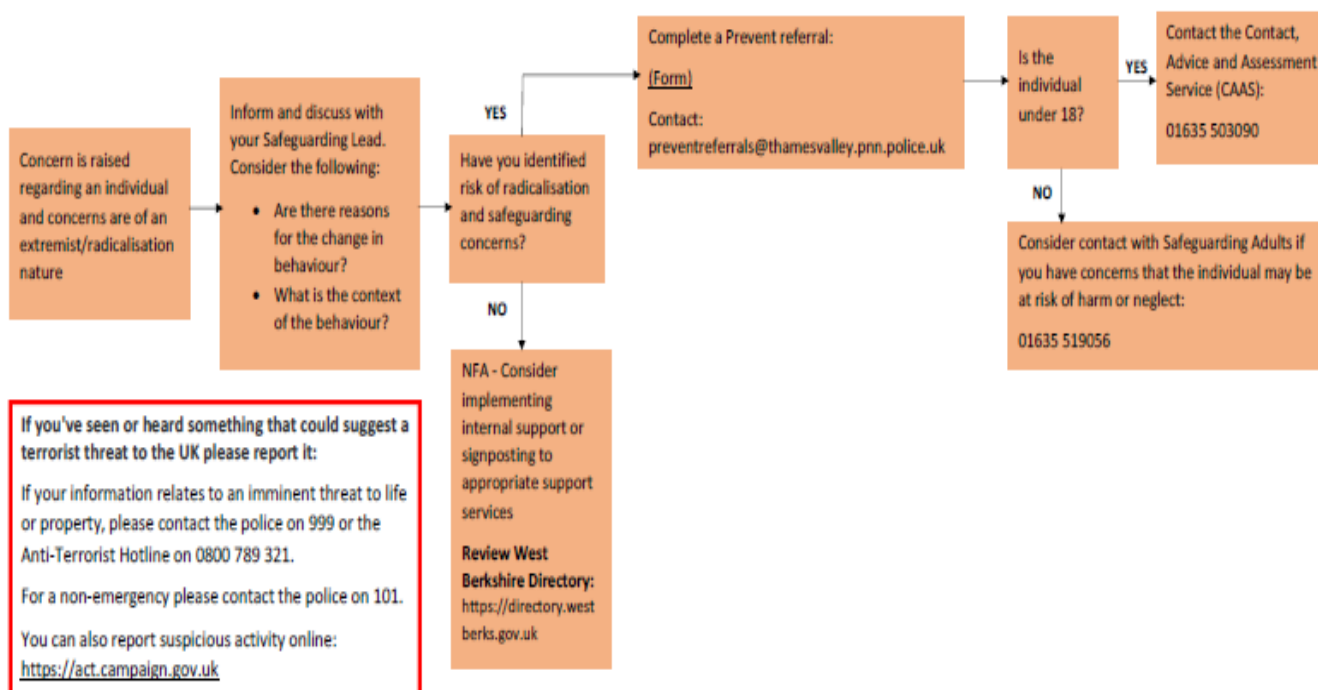 Concern is raised
regarding an individual
and concerns are of an
extremist/radicalisation
nature
Inform and discuss with
your Safeguarding Lead.
Consider the following:
• Are there reasons
for the change in
behaviour?
• What is the context
of the behaviour?
YES
Have you identified
risk of radicalisation
and safeguarding
concerns?
NO
Complete a Prevent referral:
(Form)
Contact:
preventreferrals@thamesvalley.pnn.police.uk
Is the
individual
under 18?
YES
Contact the Contact,
Advice and Assessment
Service (CAAS):
01635 503090
NO
Consider contact with Safeguarding Adults if
you have concerns that the individual may be
at risk of harm or neglect:
01635 519056
NFA - Consider
implementing
internal support or
signposting to
appropriate support
services
Review West
Berkshire Directory:
https://directory.west
berks.gov.uk
If you've seen or heard something that could suggest a
terrorist threat to the UK please report it:
If your information relates to an imminent threat to life
or property, please contact the police on 999 or the
Anti-Terrorist Hotline on 0800 789 321.
For a non-emergency please contact the police on 101.
You can also report suspicious activity online:
https://act.campaign.gov.uk